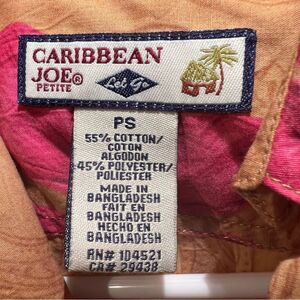 CARIBBEAN
JOE®
PETITE
Let Go
PS
55% COTTON/
COTON
ALGODON
45% POLYESTER/
POLIESTER
MADE IN
BANGLADESH
FAIT EN
BANGLADESH
HECHO EN
BANGLADESH
RN# 104521
CA# 29438